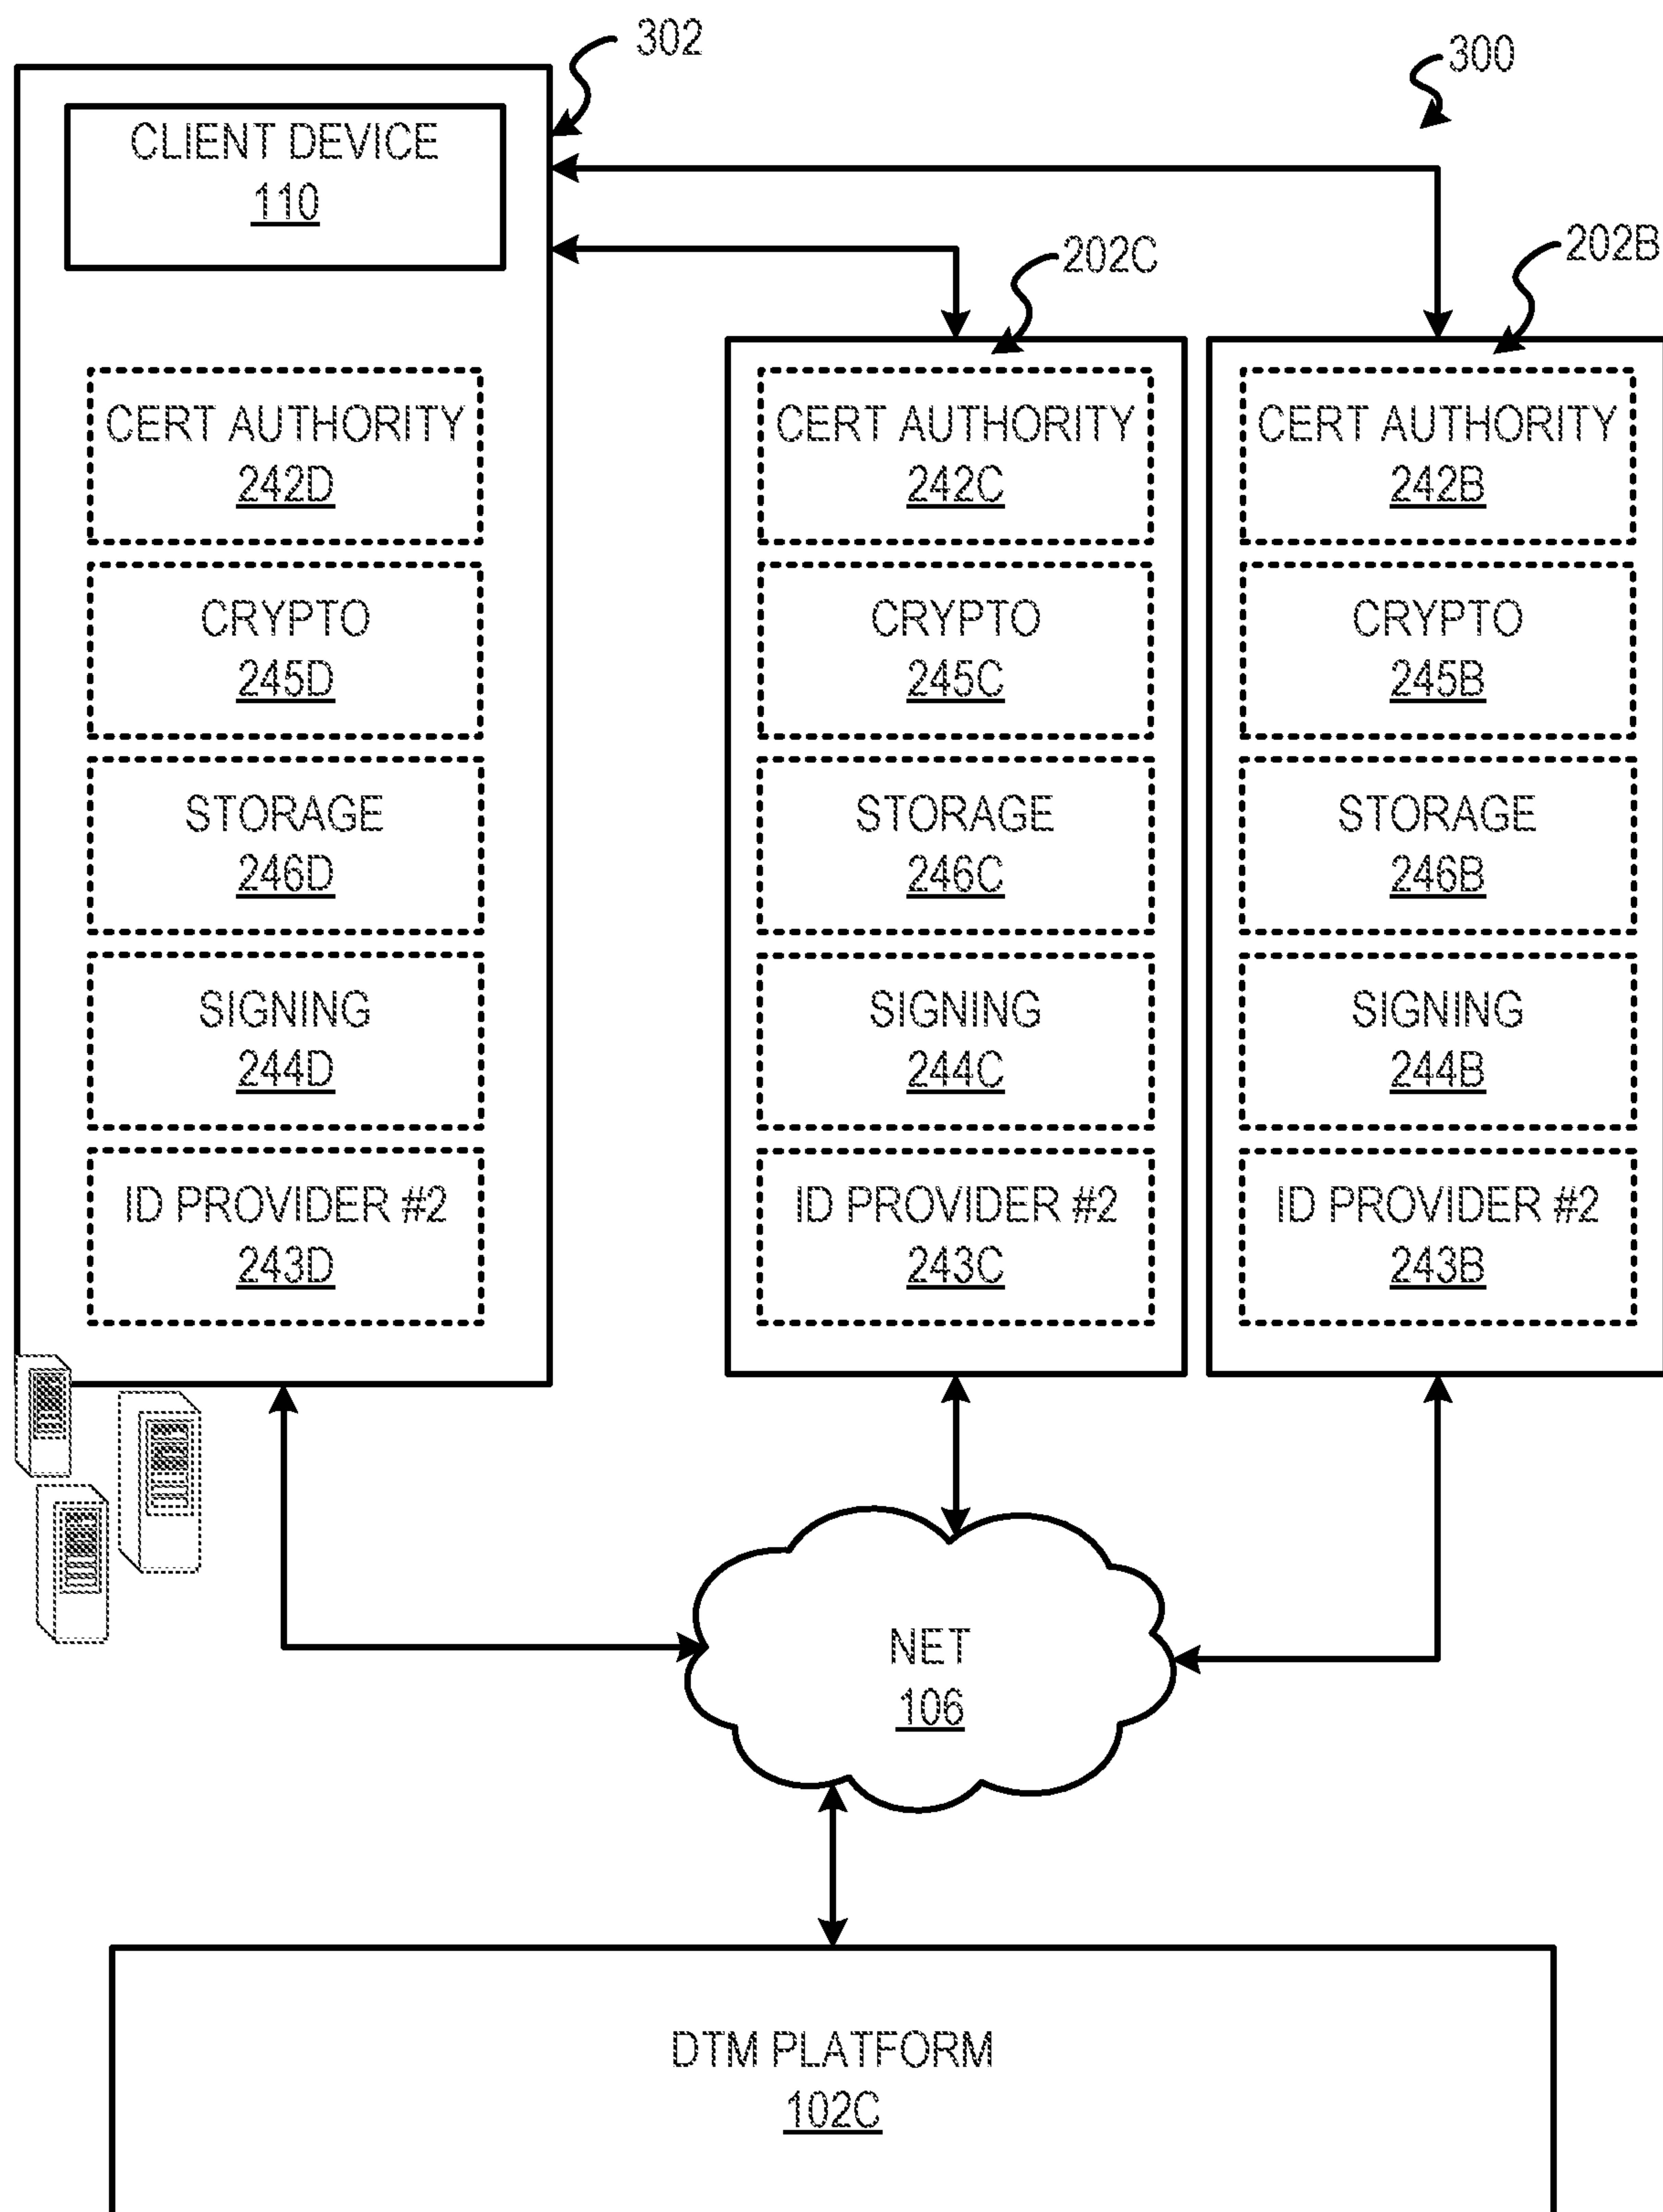 302
300
CLIENT DEVICE
110
202C
202B
CERT AUTHORITY
242D
CRYPTO
245D
STORAGE
246D
SIGNING
244D
ID PROVIDER #2
243D
CERT AUTHORITY
242C
CRYPTO
245C
STORAGE
246C
SIGNING
244C
ID PROVIDER #2
243C
CERT AUTHORITY
242B
CRYPTO
245B
STORAGE
246B
SIGNING
244B
ID PROVIDER #2
243B
NET
106
DTM PLATFORM
102C